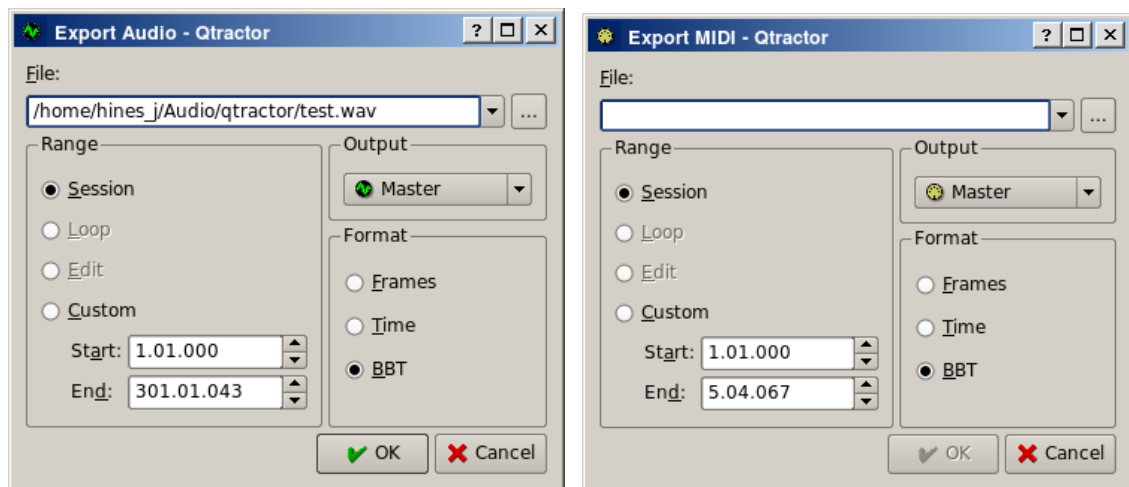 Export Audio - Qtractor
File:
/home/hines_j/Audio/qtractor/test.wav
...
Range
Session
Loop
Edit
Custom
Start: 1.01.000
End: 301.01.043
Output
Master
Format
Frames
Time
BBT
OK
Cancel
Export MIDI - Qtractor
File:
...
Range
Session
Loop
Edit
Custom
Start: 1.01.000
End: 5.04.067
Output
Master
Format
Frames
Time
BBT
OK
Cancel